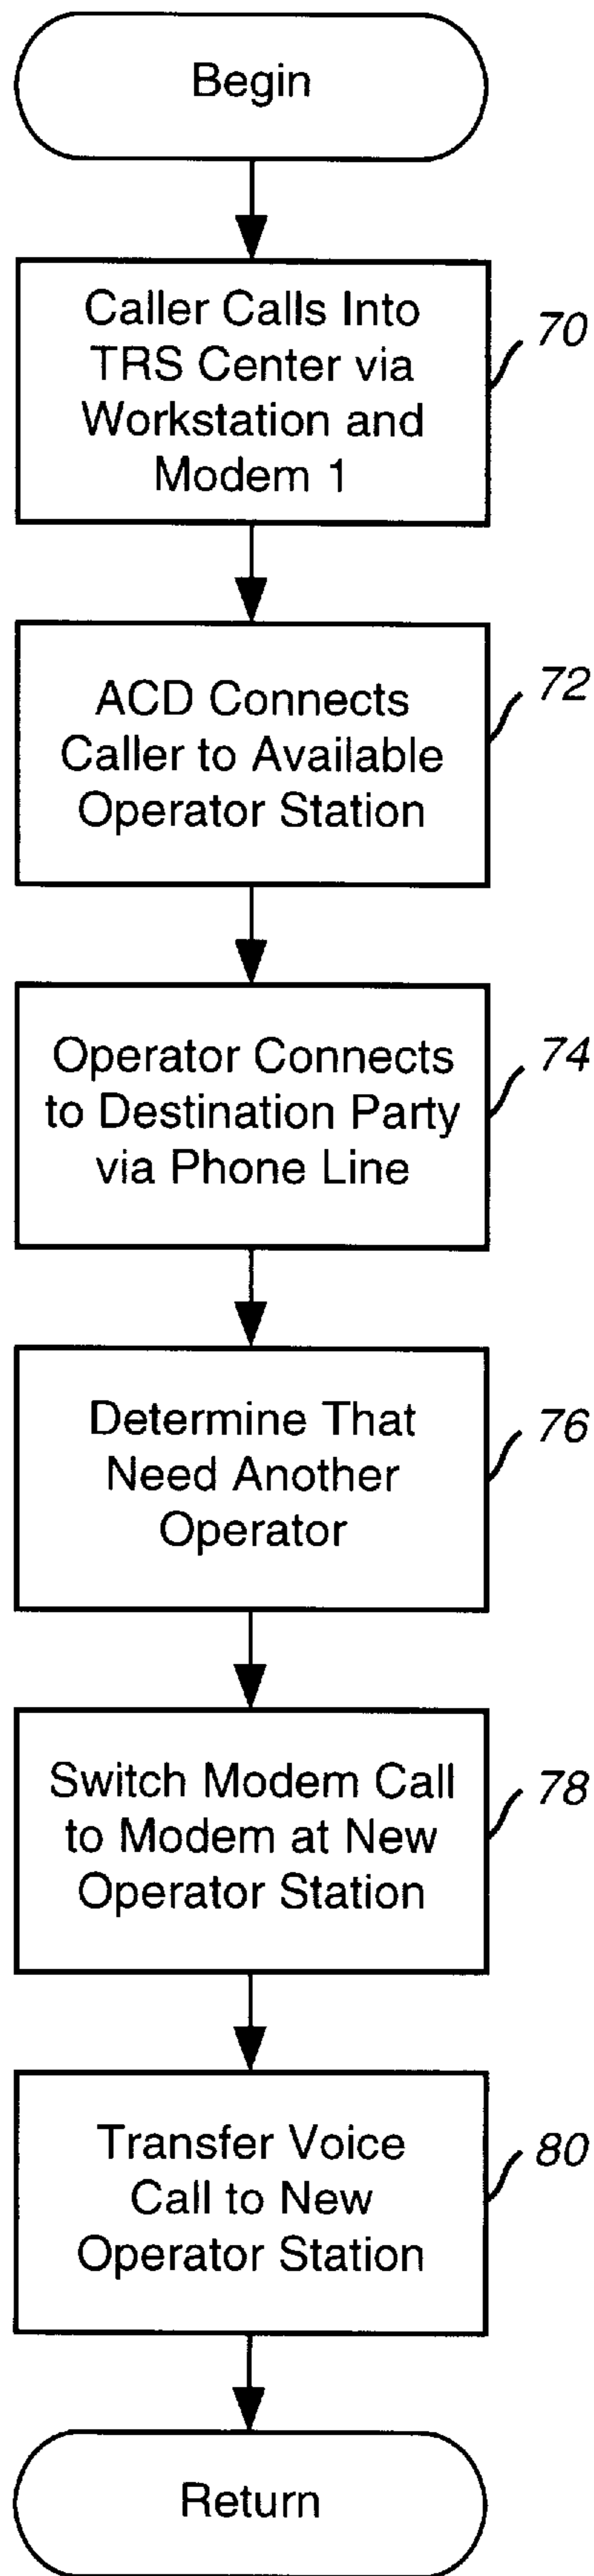 Begin
Caller Calls Into
TRS Center via
Workstation and
Modem 1
70
ACD Connects
Caller to Available
Operator Station
72
Operator Connects
to Destination Party
via Phone Line
74
Determine That
Need Another
Operator
76
Switch Modem Call
to Modem at New
Operator Station
78
Transfer Voice
Call to New
Operator Station
80
Return